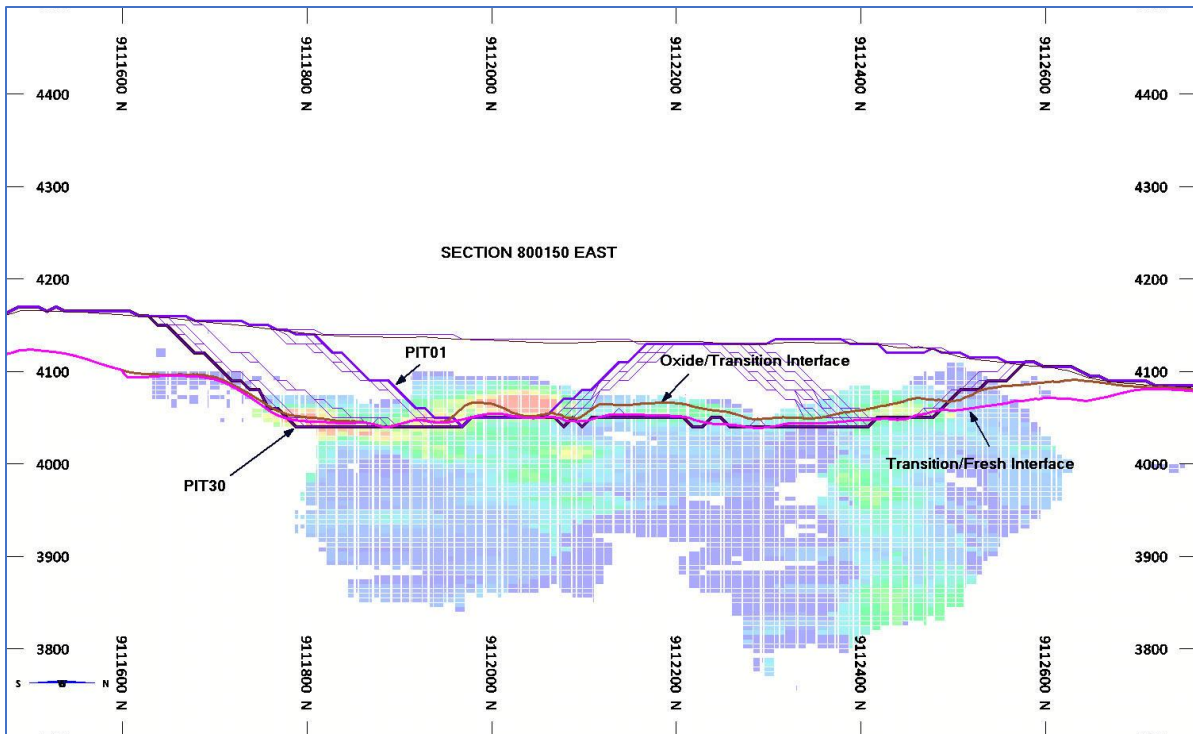 9111600 N
9111800 N
9112000 N
9112200 N
9112400 N
9112600 N
4400
4400
4300
4300
SECTION 800150 EAST
4200
4200
PIT01
Oxide/Transition Interface
4100
4100
4000
4000
Transition/Fresh Interface
PIT30
3900
3900
3800
3800
9111600 N
9111800 N
9112000 N
9112200 N
9112400 N
9112600 N
S
N